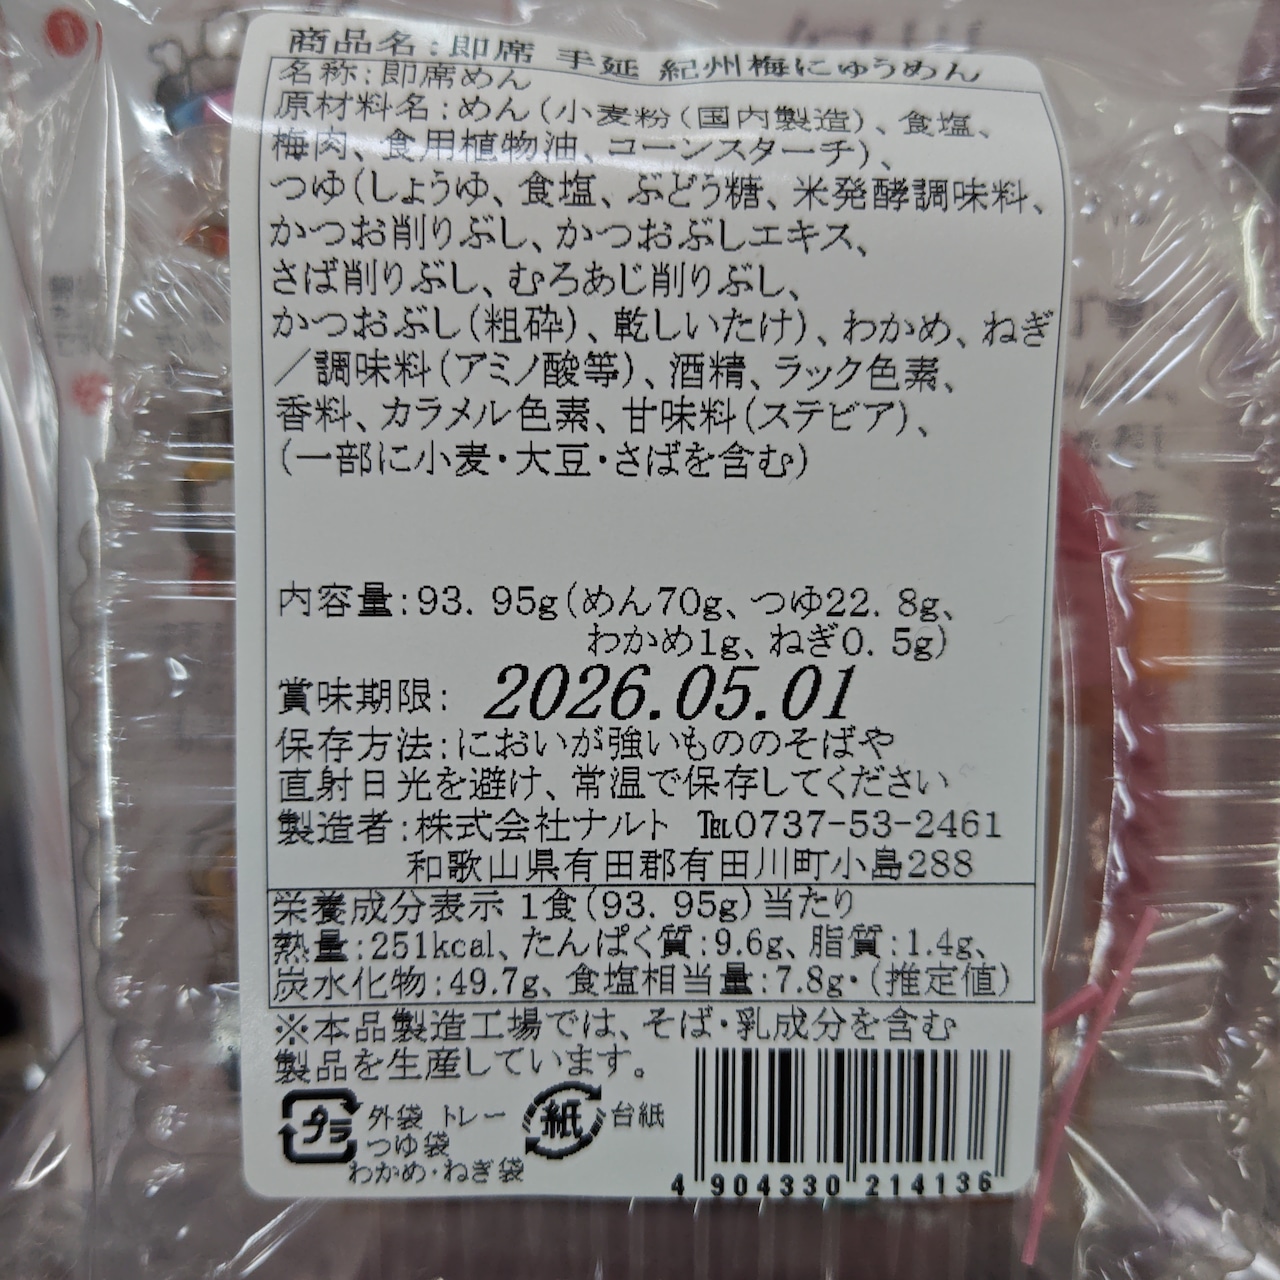 商品名:即席 手延 紀州梅にゅうめん
名称:即席めん
原材料名:めん(小麦粉(国内製造)、食塩、
梅肉、食用植物油、コーンスターチ)、
つゆ(しょうゆ、食塩、ぶどう糖、米発酵調味料、
かつお削りぶし、かつおぶしエキス、
さば削りぶし、むろあじ削りぶし、
かつおぶし(粗砕)、乾しいたけ)、わかめ、ねぎ
/調味料(アミノ酸等)、酒精、ラック色素、
香料、カラメル色素、甘味料(ステビア)、
(一部に小麦・大豆・さばを含む)
内容量:93.95g(めん70g、つゆ22.8g、
わかめ1g、ねぎ0.5g)
賞味期限: 2026.05.01
保存方法:においが強いもののそばや
直射日光を避け、常温で保存してください
製造者:株式会社ナルト ℡0737-53-2461
和歌山県有田郡有田川町小島288
栄養成分表示 1食(93.95g)当たり
熱量:251kcal、たんぱく質:9.6g、脂質:1.4g、
炭水化物:49.7g、食塩相当量:7.8g・(推定値)
※本品製造工場では、そば・乳成分を含む
製品を生産しています。
プラ 外袋 トレー 紙 台紙
つゆ袋
わかめ・ねぎ袋
4 904330 214136